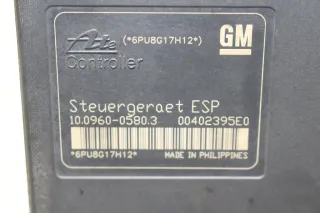 Ate (*6PU8G17H12*) GM
Controller
Steuergeraet ESP
10.0960-0580.3 00402395E0
*6PU8G17H12* MADE IN PHILIPPINES